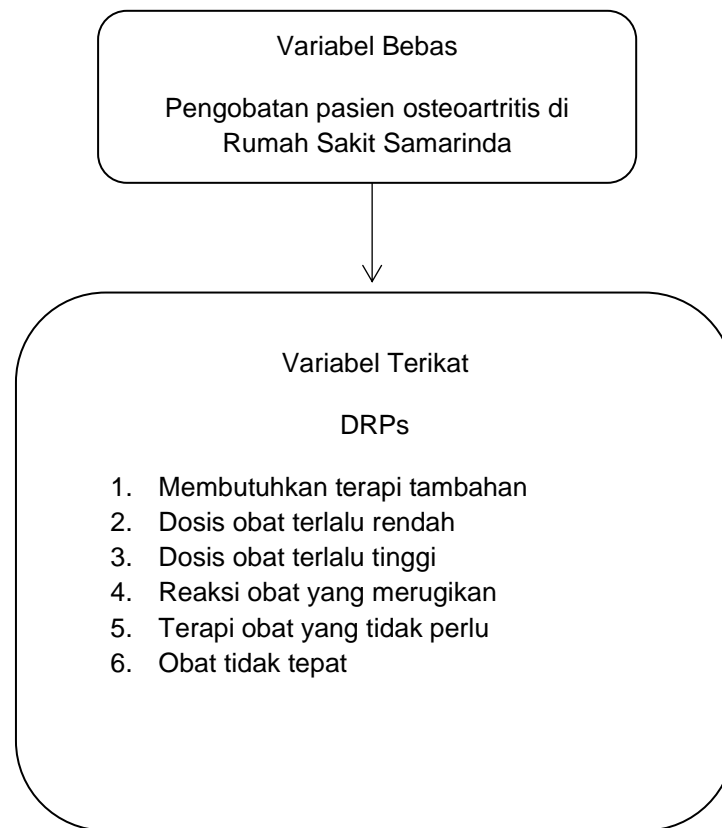 Variabel Bebas
Pengobatan pasien osteoartritis di
Rumah Sakit Samarinda
Variabel Terikat
DRPs
1. Membutuhkan terapi tambahan
2. Dosis obat terlalu rendah
3. Dosis obat terlalu tinggi
4. Reaksi obat yang merugikan
5. Terapi obat yang tidak perlu
6. Obat tidak tepat